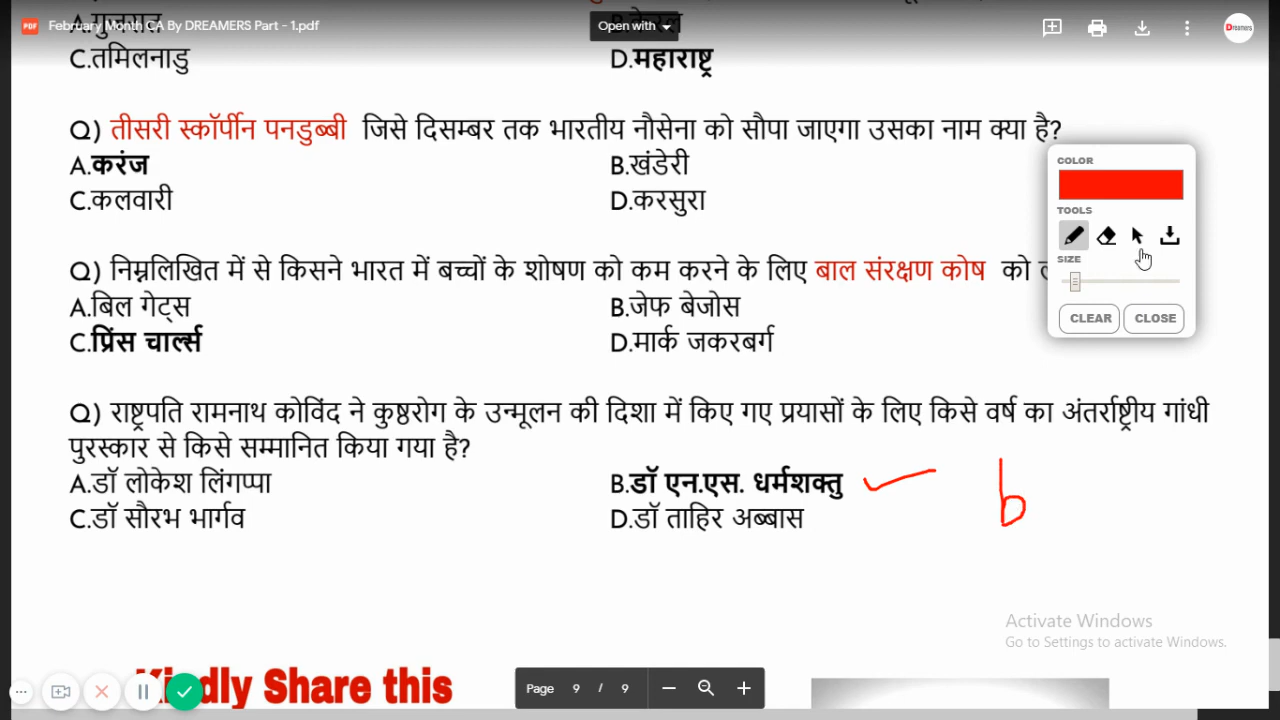 February Month CA By DREAMERS Part - 1.pdf
Open with
Dreamers
A.गुजरात B.केरल
C.तमिलनाडु D.महाराष्ट्र
Q) तीसरी स्कॉर्पीन पनडुब्बी जिसे दिसम्बर तक भारतीय नौसेना को सौपा जाएगा उसका नाम क्या है?
A.करंज B.खंडेरी
C.कलवारी D.करसुरा
Q) निम्नलिखित में से किसने भारत में बच्चों के शोषण को कम करने के लिए बाल संरक्षण कोष को
A.बिल गेट्स B.जेफ बेजोस
C.प्रिंस चार्ल्स D.मार्क जकरबर्ग
Q) राष्ट्रपति रामनाथ कोविंद ने कुष्ठरोग के उन्मूलन की दिशा में किए गए प्रयासों के लिए किसे वर्ष का अंतर्राष्ट्रीय गांधी
पुरस्कार से किसे सम्मानित किया गया है?
A.डॉ लोकेश लिंगप्पा B.डॉ एन.एस. धर्मशक्तु b
C.डॉ सौरभ भार्गव D.डॉ ताहिर अब्बास
COLOR
TOOLS
SIZE
CLEAR CLOSE
Activate Windows
Go to Settings to activate Windows.
Kindly Share this
Page 9 / 9